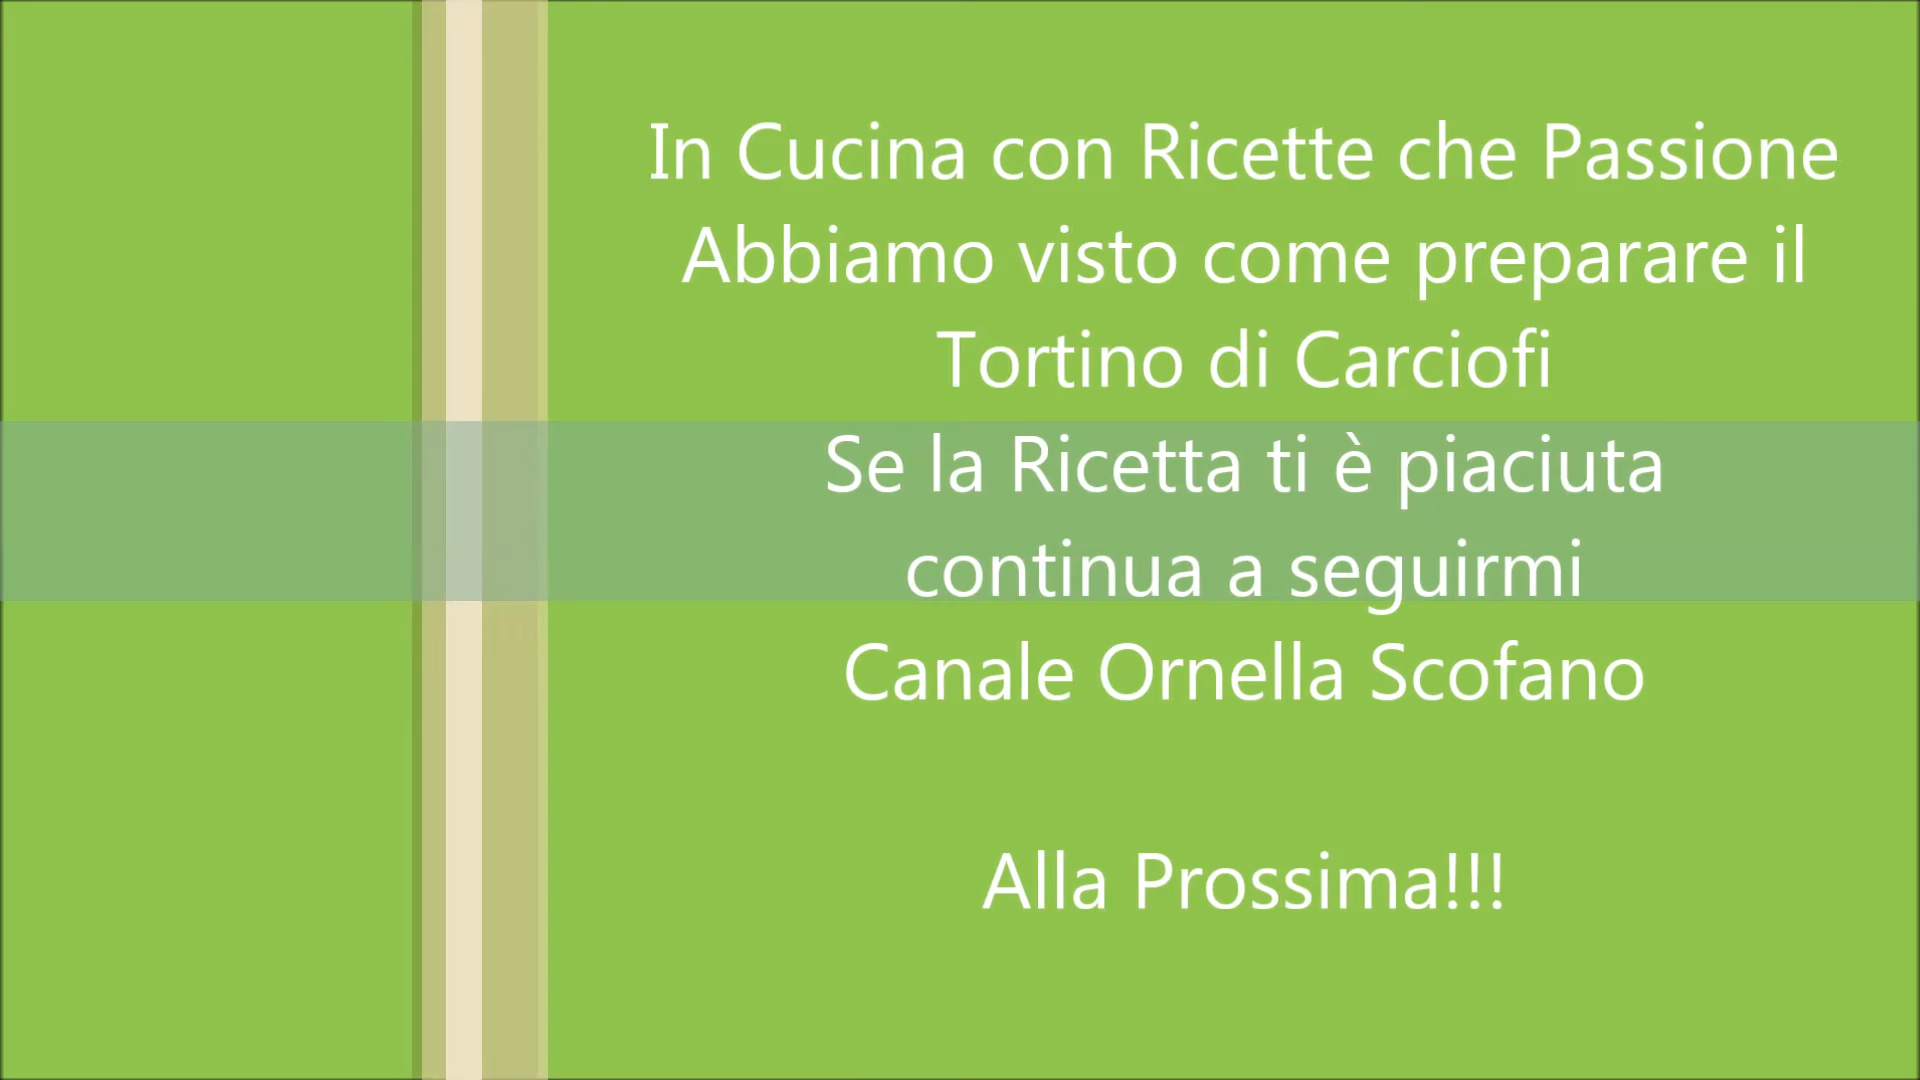 In Cucina con Ricette che Passione
Abbiamo visto come preparare il
Tortino di Carciofi
Se la Ricetta ti è piaciuta
continua a seguirmi
Canale Ornella Scofano
Alla Prossima!!!